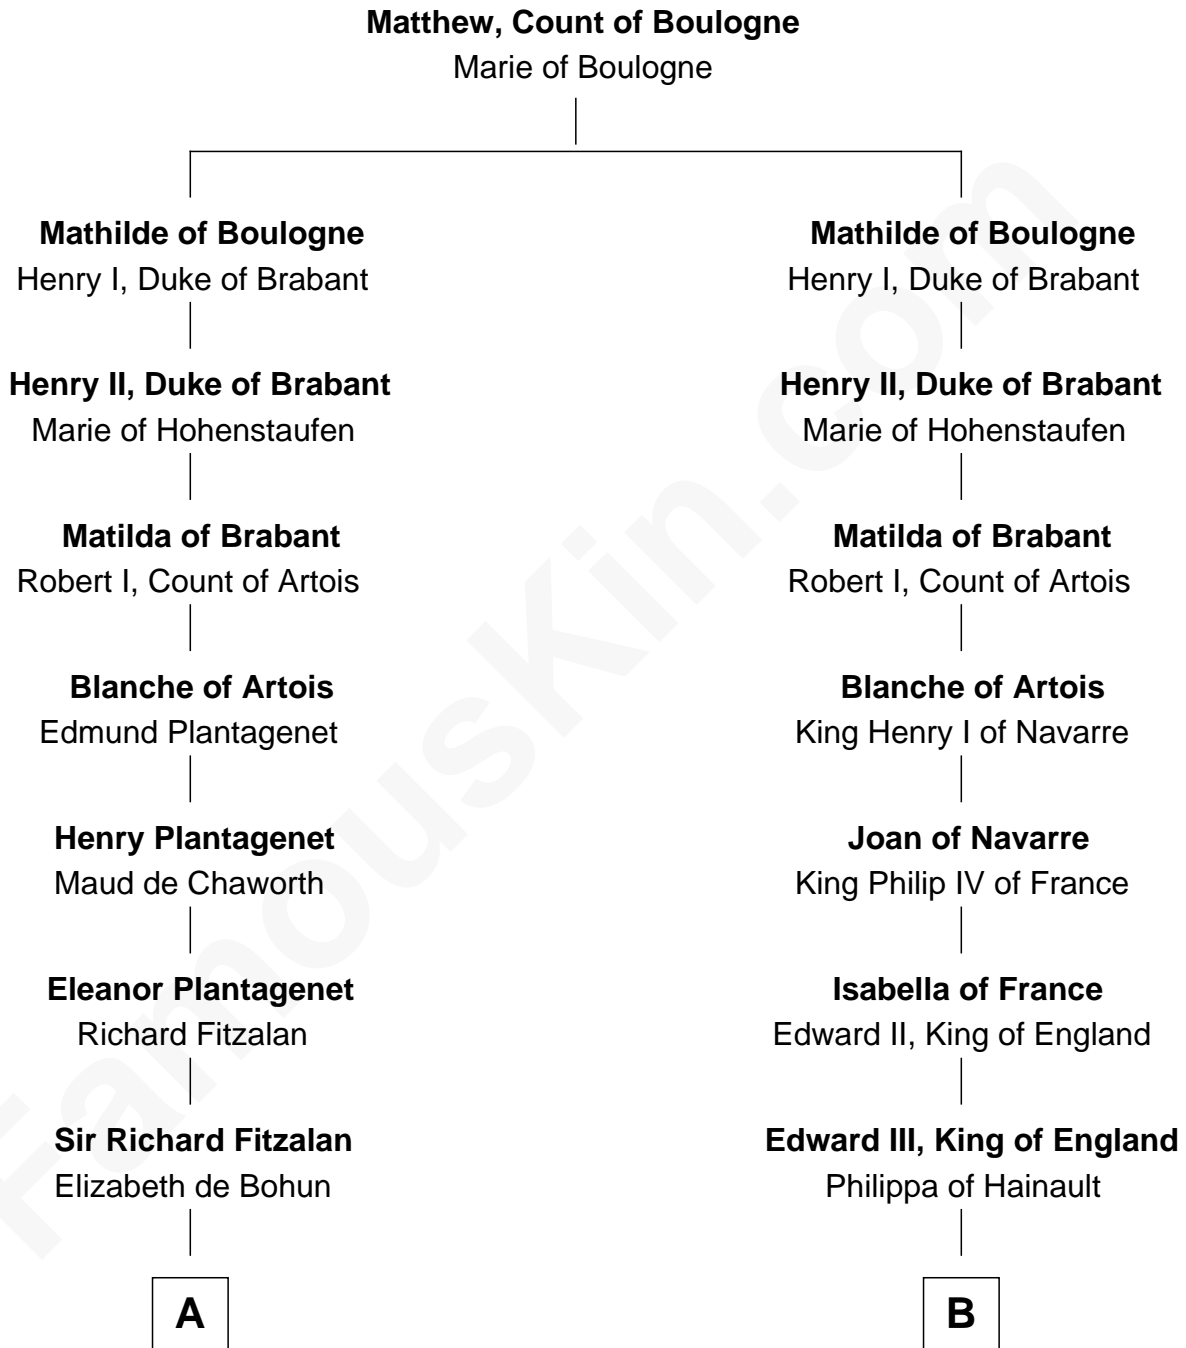 Matthew, Count of Boulogne
Marie of Boulogne
Mathilde of Boulogne
Henry I, Duke of Brabant
Henry II, Duke of Brabant
Marie of Hohenstaufen
Matilda of Brabant
Robert I, Count of Artois
Blanche of Artois
Edmund Plantagenet
Henry Plantagenet
Maud de Chaworth
Eleanor Plantagenet
Richard Fitzalan
Sir Richard Fitzalan
Elizabeth de Bohun
A
Mathilde of Boulogne
Henry I, Duke of Brabant
Henry II, Duke of Brabant
Marie of Hohenstaufen
Matilda of Brabant
Robert I, Count of Artois
Blanche of Artois
King Henry I of Navarre
Joan of Navarre
King Philip IV of France
Isabella of France
Edward II, King of England
Edward III, King of England
Philippa of Hainault
B
FamousKin.com